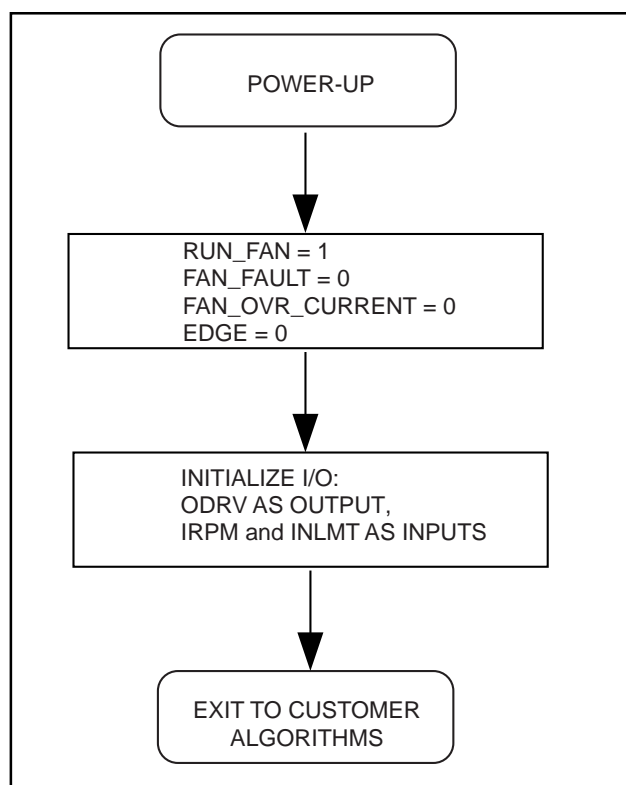 POWER-UP
RUN_FAN = 1
FAN_FAULT = 0
FAN_OVR_CURRENT = 0
EDGE = 0
INITIALIZE I/O:
ODRV AS OUTPUT,
IRPM and INLMT AS INPUTS
EXIT TO CUSTOMER
ALGORITHMS